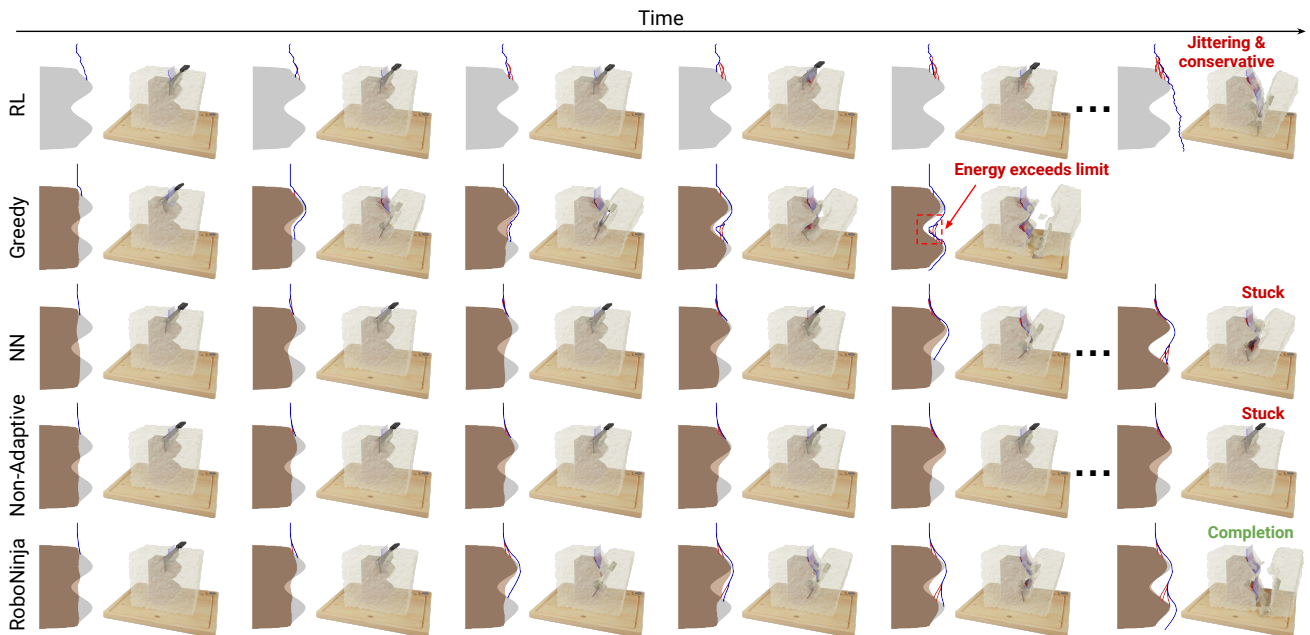 Time
Jittering &
conservative
RL
Energy exceeds limit
Greedy
Stuck
NN
Stuck
Non-Adaptive
Completion
RoboNinja